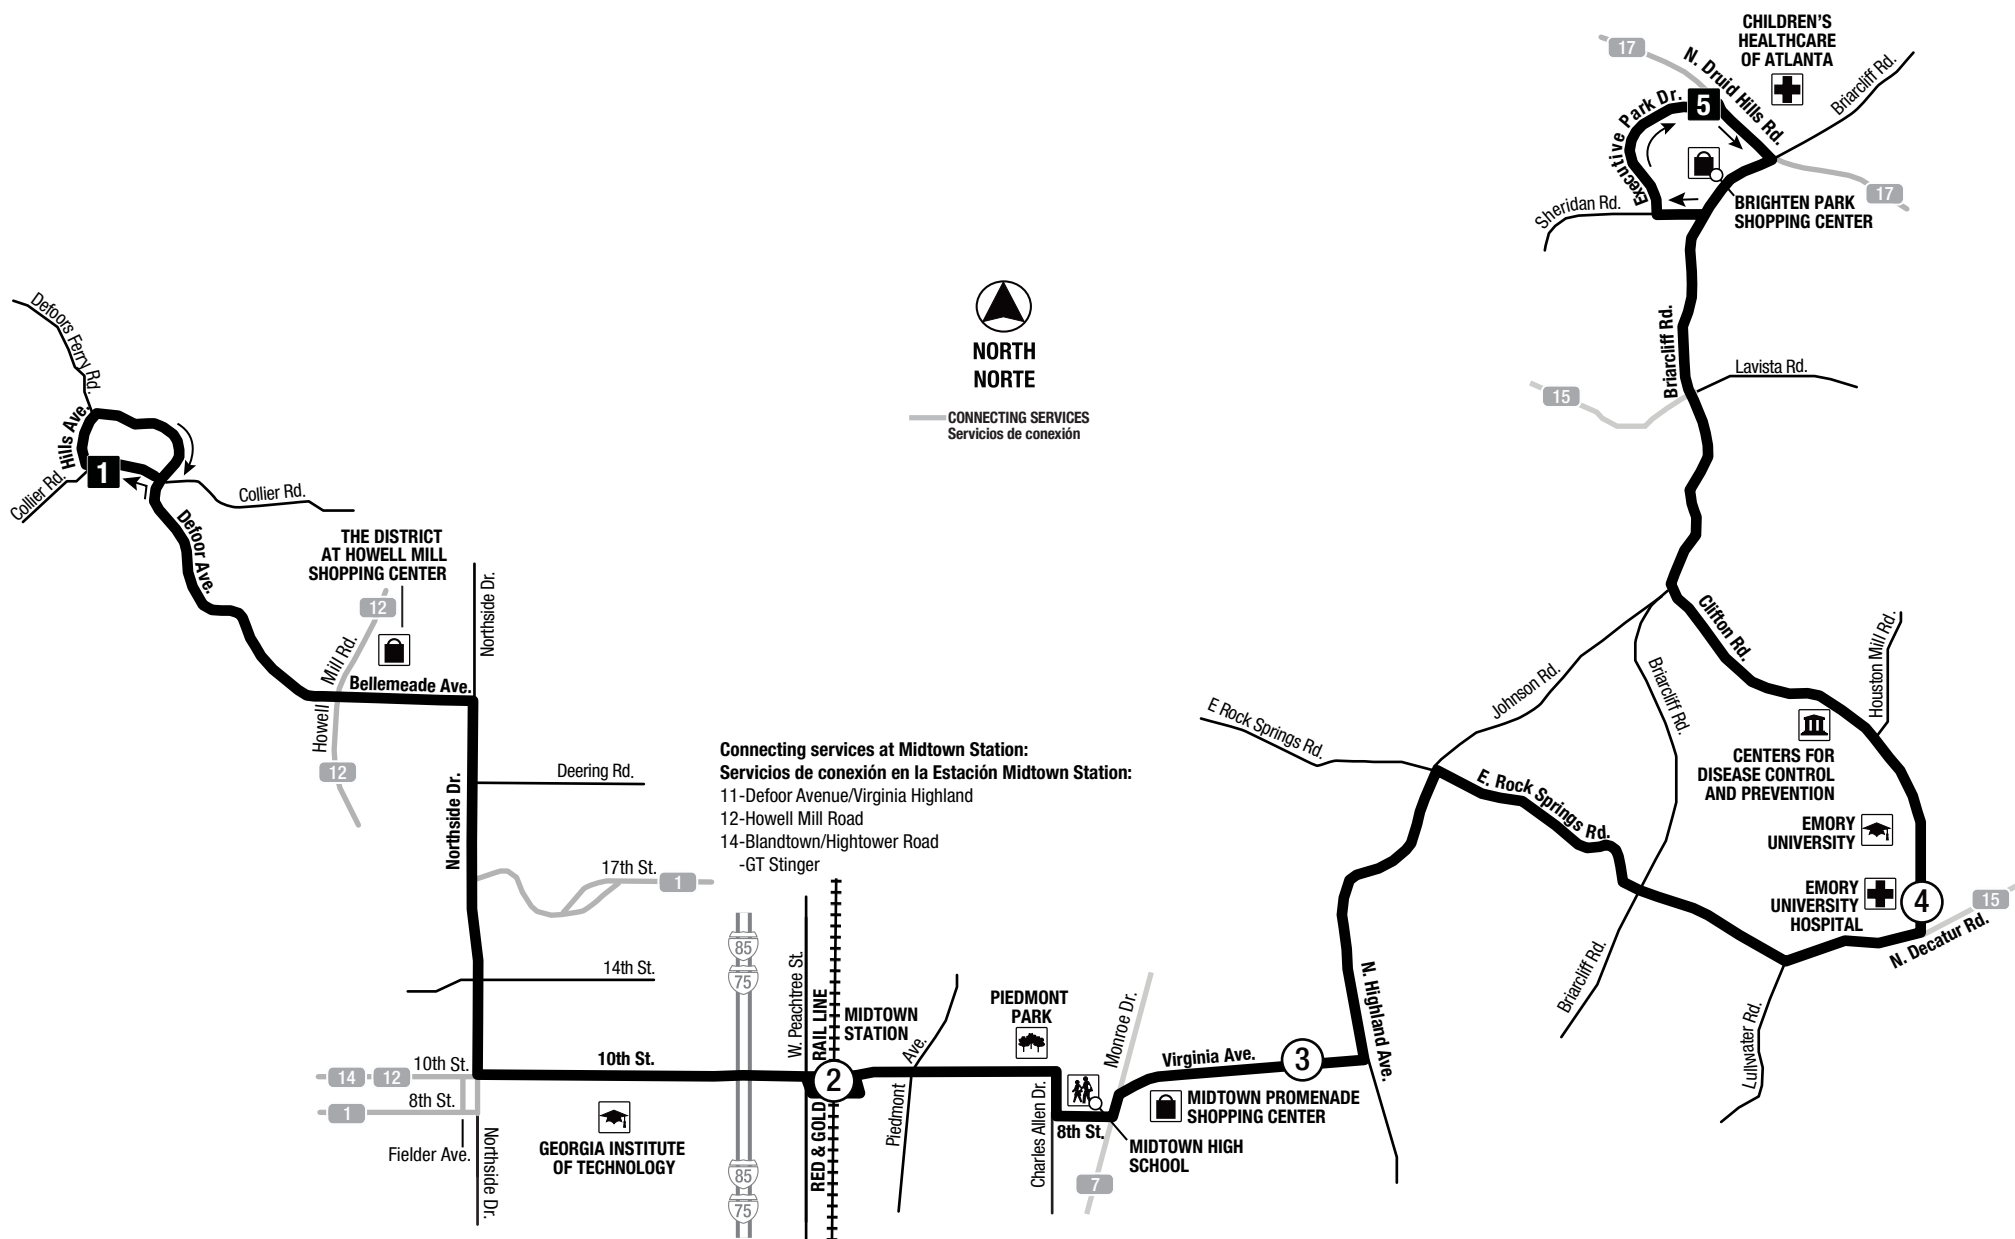 CHILDREN'S
HEALTHCARE
OF ATLANTA
17
N. Druid Hills Rd.
Briarcliff Rd.
Executive Park Dr.
5
17
Sheridan Rd.
BRIGHTEN PARK
SHOPPING CENTER
NORTH
NORTE
CONNECTING SERVICES
Servicios de conexión
Briarcliff Rd.
Lavista Rd.
15
Defoors Ferry Rd.
Hills Ave.
1
Collier Rd.
Collier Rd.
Defoor Ave.
THE DISTRICT
AT HOWELL MILL
SHOPPING CENTER
12
Northside Dr.
Howell Mill Rd.
Bellemeade Ave.
12
Northside Dr.
Deering Rd.
17th St.
1
14th St.
Connecting services at Midtown Station:
Servicios de conexión en la Estación Midtown Station:
11-Defoor Avenue/Virginia Highland
12-Howell Mill Road
14-Blandtown/Hightower Road
-GT Stinger
85
75
W. Peachtree St.
RED & GOLD RAIL LINE
MIDTOWN
STATION
2
10th St.
14
12
10th St.
1
8th St.
Fielder Ave.
Northside Dr.
GEORGIA INSTITUTE
OF TECHNOLOGY
85
75
Piedmont Ave.
PIEDMONT
PARK
Charles Allen Dr.
8th St.
Monroe Dr.
7
MIDTOWN HIGH
SCHOOL
Virginia Ave.
3
MIDTOWN PROMENADE
SHOPPING CENTER
N. Highland Ave.
E Rock Springs Rd.
Johnson Rd.
E. Rock Springs Rd.
Briarcliff Rd.
Briarcliff Rd.
Clifton Rd.
Houston Mill Rd.
CENTERS FOR
DISEASE CONTROL
AND PREVENTION
EMORY
UNIVERSITY
EMORY
UNIVERSITY
HOSPITAL
4
15
N. Decatur Rd.
Lullwater Rd.